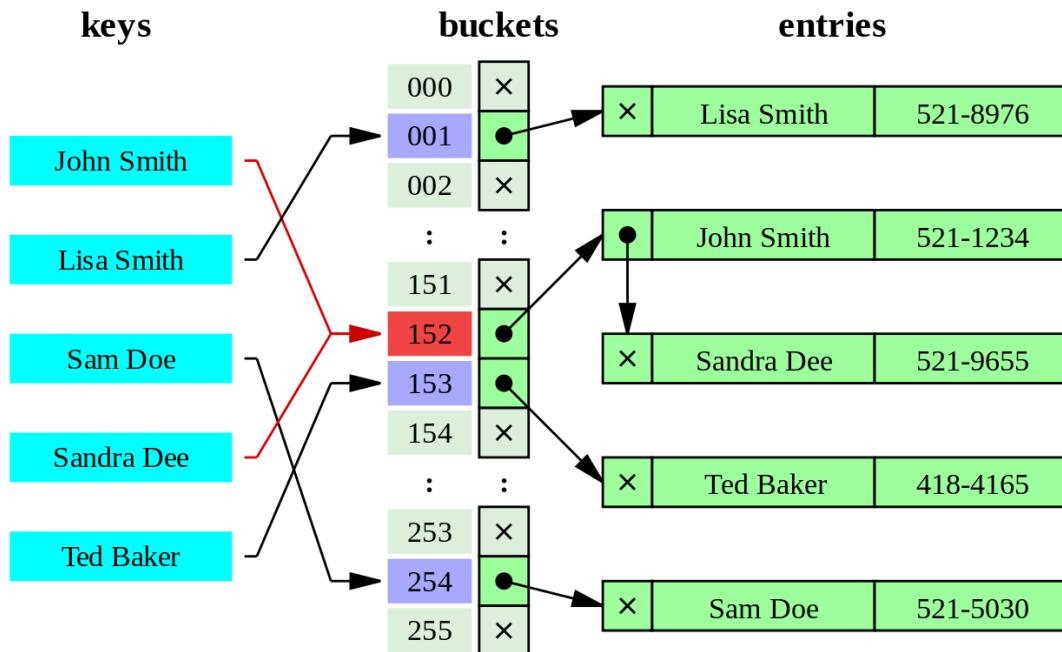 keys
buckets
entries
John Smith
Lisa Smith
Sam Doe
Sandra Dee
Ted Baker
000 ×
001
002 ×
: :
151 ×
152
153
154 ×
: :
253 ×
254
255 ×
× Lisa Smith 521-8976
John Smith 521-1234
× Sandra Dee 521-9655
× Ted Baker 418-4165
× Sam Doe 521-5030